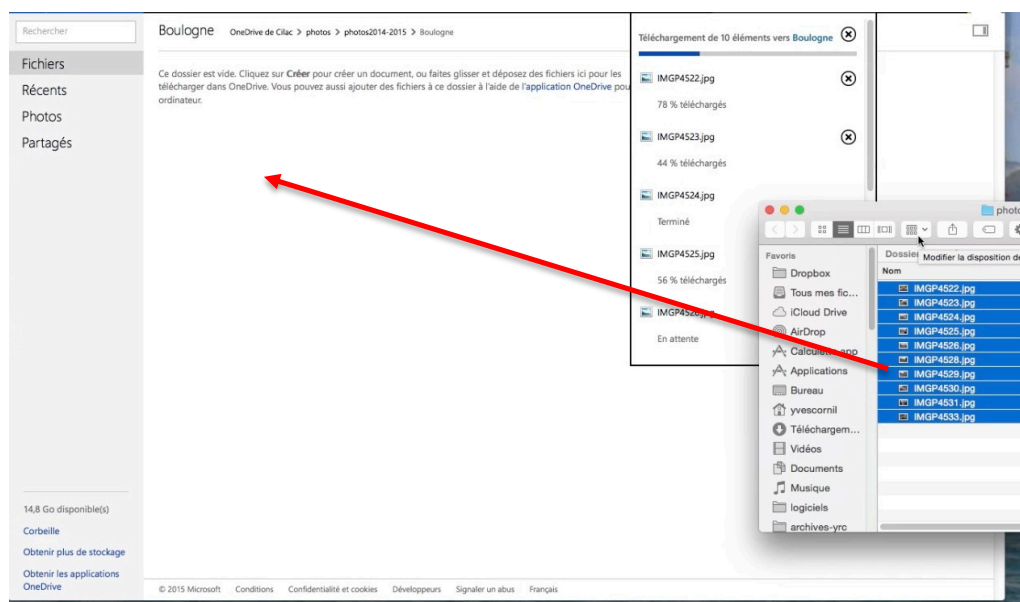 Rechercher
Fichiers
Récents
Photos
Partagés
14,8 Go disponible(s)
Corbeille
Obtenir plus de stockage
Obtenir les applications
OneDrive
Boulogne OneDrive de Cilac > photos > photos2014-2015 > Boulogne
Ce dossier est vide. Cliquez sur Créer pour créer un document, ou faites glisser et déposez des fichiers ici pour les
télécharger dans OneDrive. Vous pouvez aussi ajouter des fichiers à ce dossier à l'aide de l'application OneDrive pou
ordinateur.
Téléchargement de 10 éléments vers Boulogne
IMGP4522.jpg
78 % téléchargés
IMGP4523.jpg
44 % téléchargés
IMGP4524.jpg
Terminé
IMGP4525.jpg
56 % téléchargés
IMGP4526.jpg
En attente
photo
Favoris
Dropbox
Tous mes fic...
iCloud Drive
AirDrop
Calculette.app
Applications
Bureau
yvescornil
Téléchargem...
Vidéos
Documents
Musique
logiciels
archives-yrc
Dossie
Modifier la disposition de
Nom
IMGP4522.jpg
IMGP4523.jpg
IMGP4524.jpg
IMGP4525.jpg
IMGP4526.jpg
IMGP4528.jpg
IMGP4529.jpg
IMGP4530.jpg
IMGP4531.jpg
IMGP4533.jpg
© 2015 Microsoft Conditions Confidentialité et cookies Développeurs Signaler un abus Français